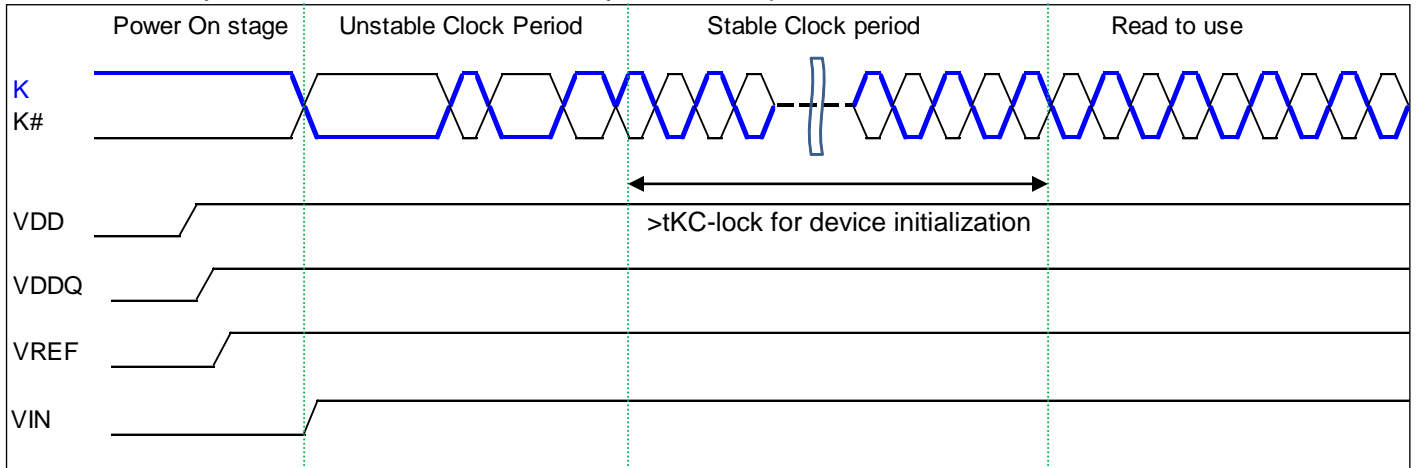 Power On stage
Unstable Clock Period
Stable Clock period
Read to use
K
K#
>tKC-lock for device initialization
VDD
VDDQ
VREF
VIN